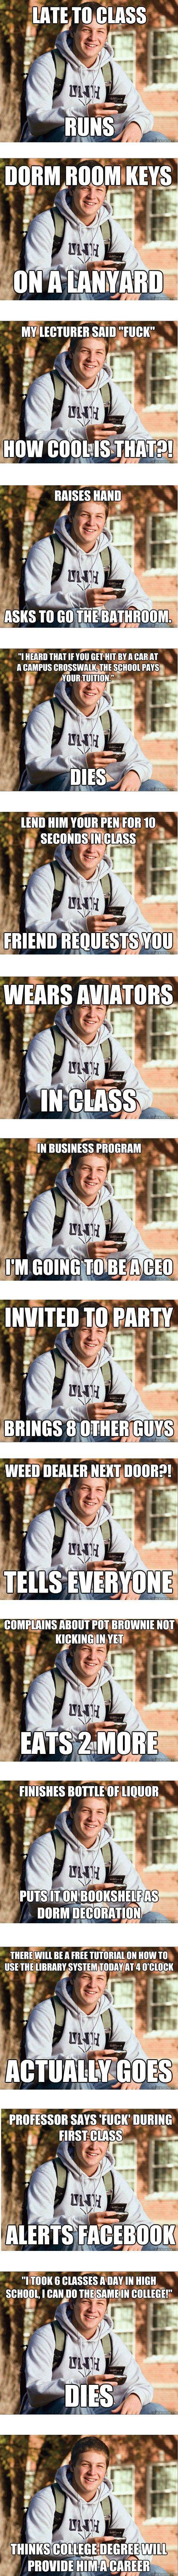 LATE TO CLASS
RUNS
DORM ROOM KEYS
ON A LANYARD
MY LECTURER SAID "FUCK"
HOW COOL IS THAT?!
RAISES HAND
ASKS TO GO THE BATHROOM.
"I HEARD THAT IF YOU GET HIT BY A CAR AT
A CAMPUS CROSSWALK, THE SCHOOL PAYS
YOUR TUITION."
DIES
LEND HIM YOUR PEN FOR 10
SECONDS IN CLASS
FRIEND REQUESTS YOU
WEARS AVIATORS
IN CLASS
IN BUSINESS PROGRAM
I'M GOING TO BE A CEO
INVITED TO PARTY
BRINGS 8 OTHER GUYS
WEED DEALER NEXT DOOR?!
TELLS EVERYONE
COMPLAINS ABOUT POT BROWNIE NOT
KICKING IN YET
EATS 2 MORE
FINISHES BOTTLE OF LIQUOR
PUTS IT ON BOOKSHELF AS
DORM DECORATION
THERE WILL BE A FREE TUTORIAL ON HOW TO
USE THE LIBRARY SYSTEM TODAY AT 4 O'CLOCK
ACTUALLY GOES
PROFESSOR SAYS 'FUCK' DURING
FIRST CLASS
ALERTS FACEBOOK
"I TOOK 6 CLASSES A DAY IN HIGH
SCHOOL, I CAN DO THE SAME IN COLLEGE!"
DIES
THINKS COLLEGE DEGREE WILL
PROVIDE HIM A CAREER